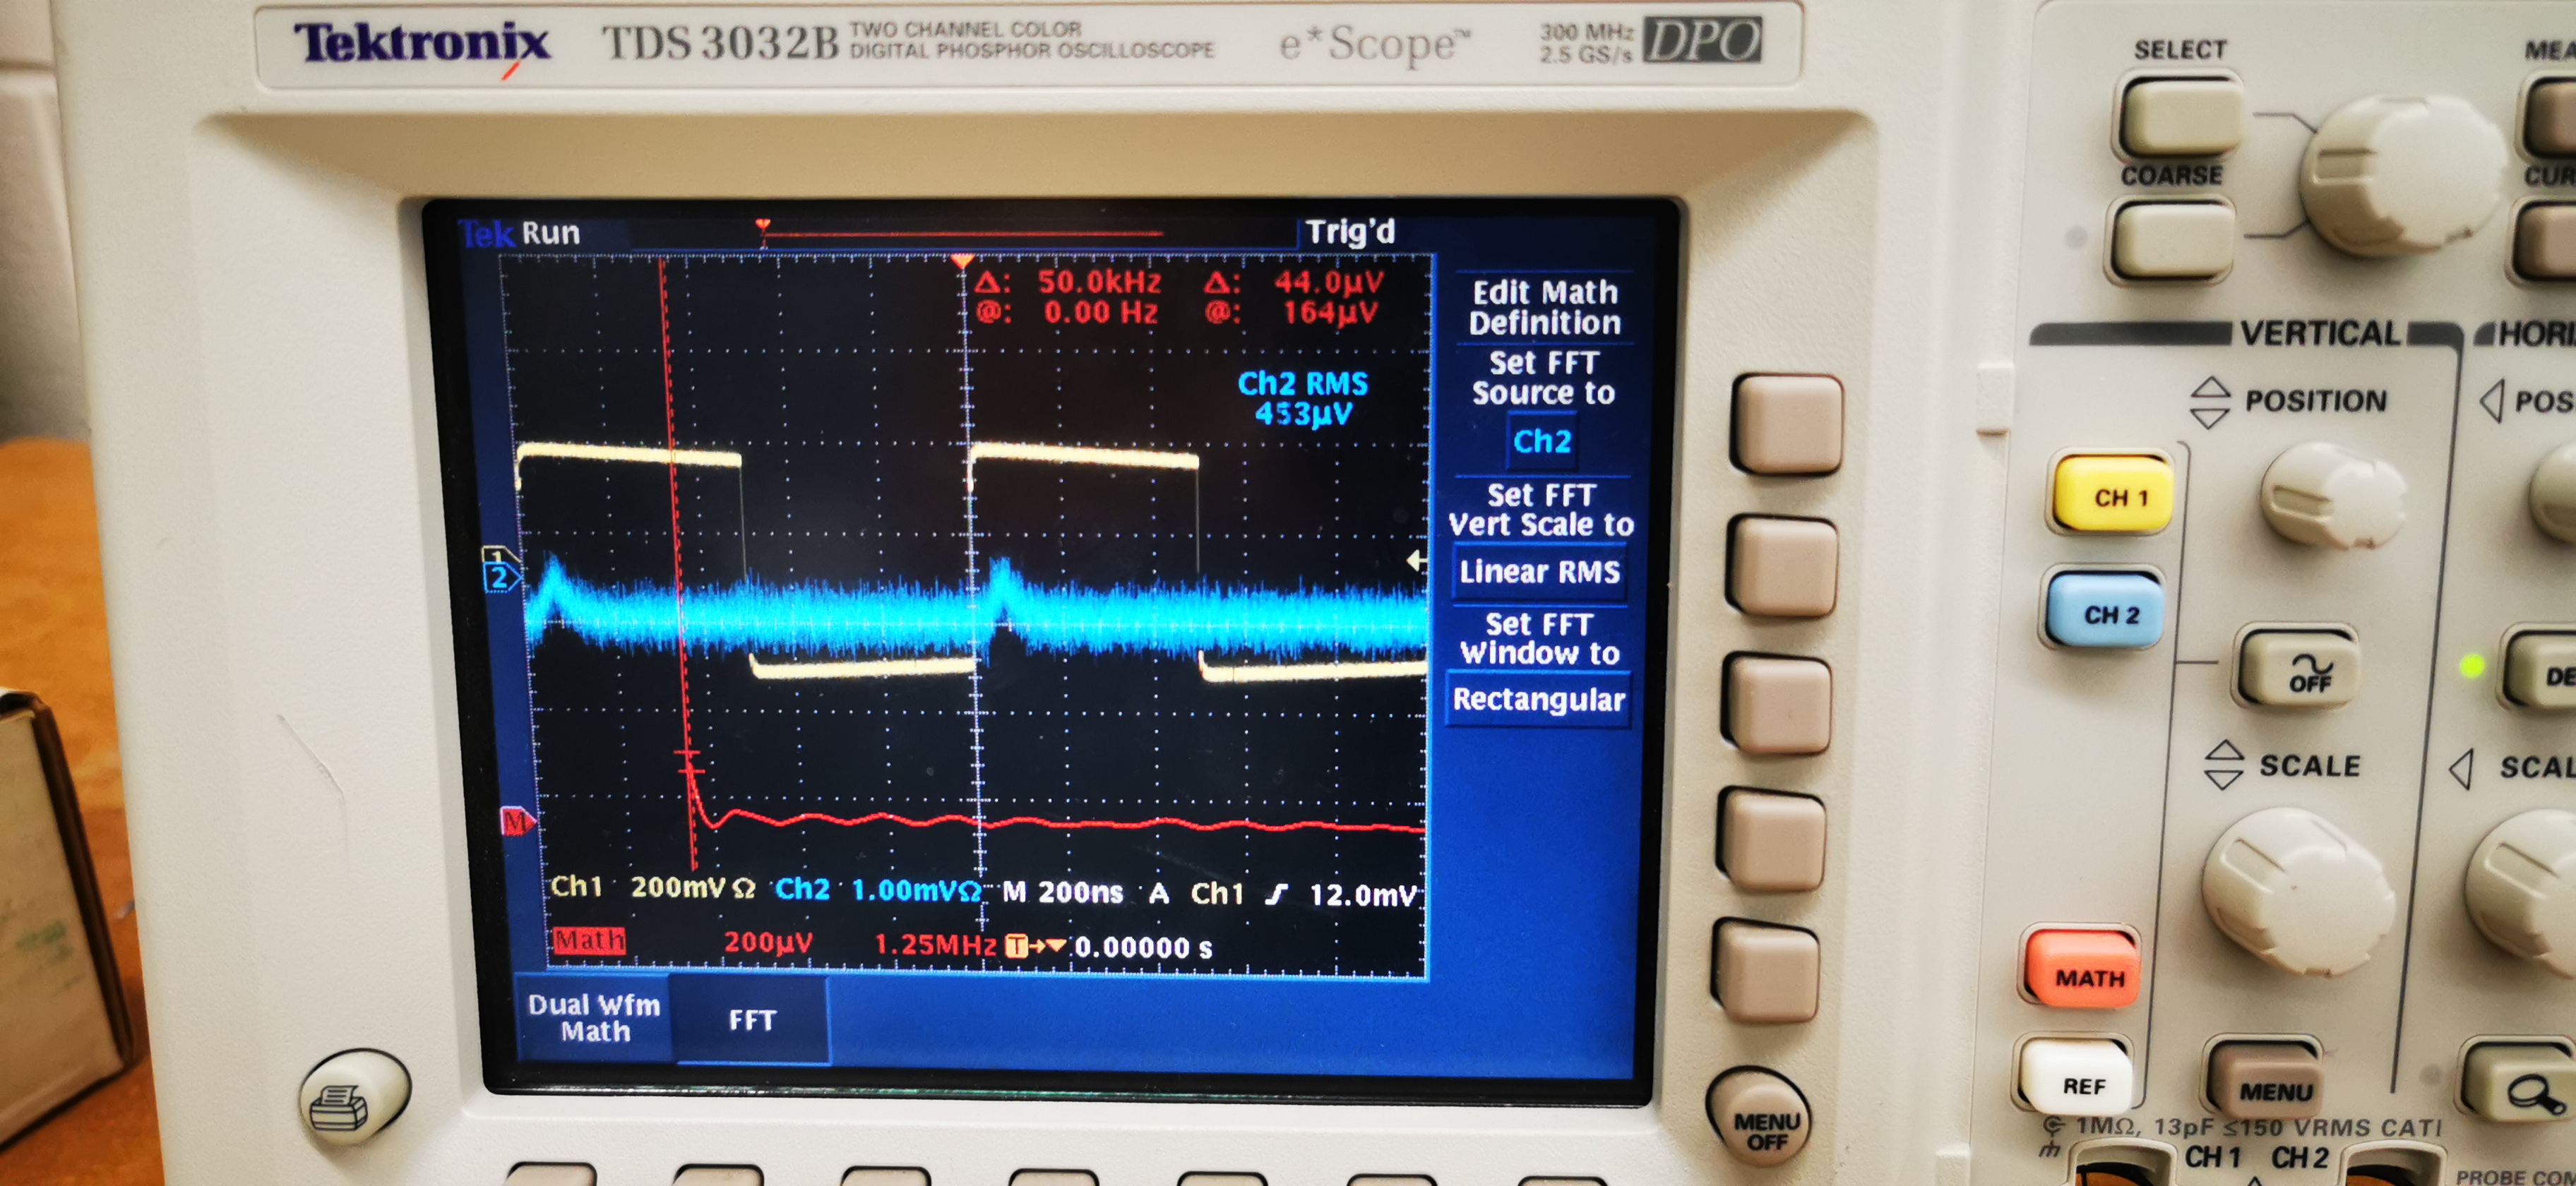 Tektronix TDS 3032B TWO CHANNEL COLOR
DIGITAL PHOSPHOR OSCILLOSCOPE
e*Scope™
300 MHz
2.5 GS/s
DPO
Tek Run
Trig'd
Δ: 50.0kHz Δ: 44.0µV
@: 0.00 Hz @: 164µV
Ch2 RMS
453µV
1
2
M
Ch1 200mVΩ Ch2 1.00mVΩ M 200ns A Ch1 12.0mV
Math 200µV 1.25MHz T 0.00000 s
Edit Math
Definition
Set FFT
Source to
Ch2
Set FFT
Vert Scale to
Linear RMS
Set FFT
Window to
Rectangular
Dual Wfm
Math
FFT
MENU
OFF
SELECT
COARSE
MEA
CUR
VERTICAL
HORI
POSITION
POS
CH 1
CH 2
OFF
DE
SCALE
SCAL
MATH
REF
MENU
1MΩ, 13pF ≤150 VRMS CATI
CH 1 CH 2
PROBE COM